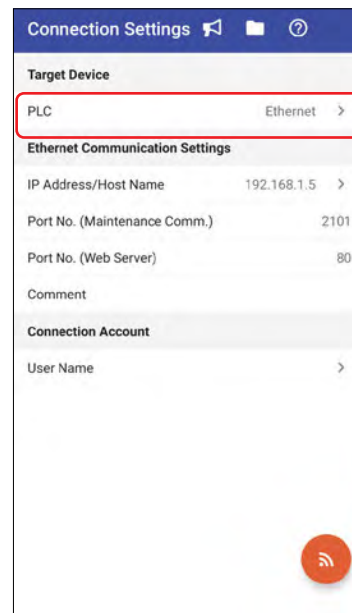 Connection Settings
Target Device
PLC Ethernet
Ethernet Communication Settings
IP Address/Host Name 192.168.1.5
Port No. (Maintenance Comm.) 2101
Port No. (Web Server) 80
Comment
Connection Account
User Name